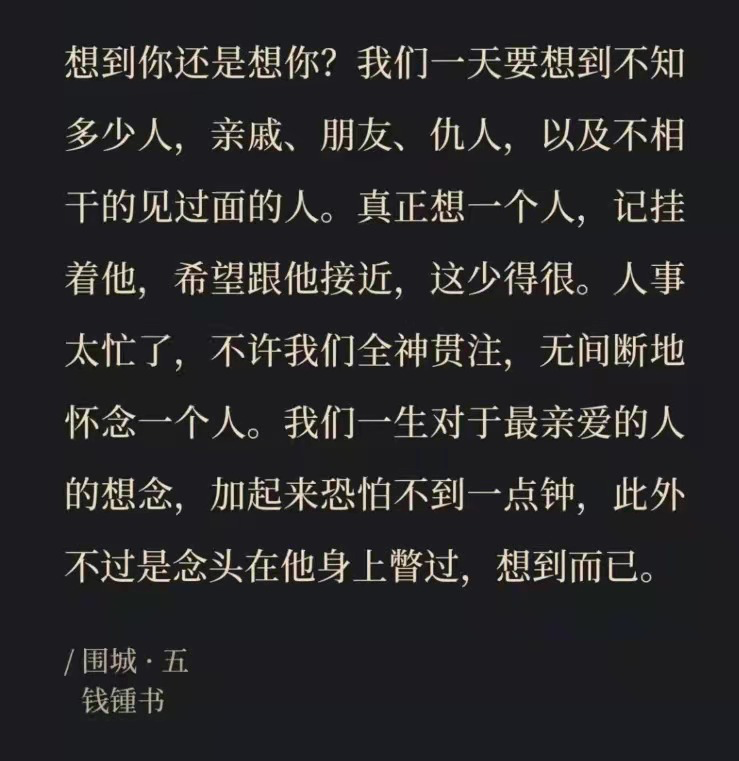 想到你还是想你？我们一天要想到不知
多少人，亲戚、朋友、仇人，以及不相
干的见过面的人。真正想一个人，记挂
着他，希望跟他接近，这少得很。人事
太忙了，不许我们全神贯注，无间断地
怀念一个人。我们一生对于最亲爱的人
的想念，加起来恐怕不到一点钟，此外
不过是念头在他身上瞥过，想到而已。
/ 围城 · 五
钱锺书